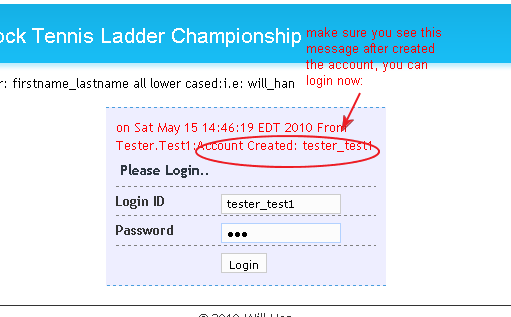 ock Tennis Ladder Championship
make sure you see this
message after created
the account, you can
login now:
r: firstname_lastname all lower cased:i.e: will_han
on Sat May 15 14:46:19 EDT 2010 From
Tester.Test1:Account Created: tester_test1
Please Login..
Login ID tester_test1
Password
Login
© 2010 Will Han